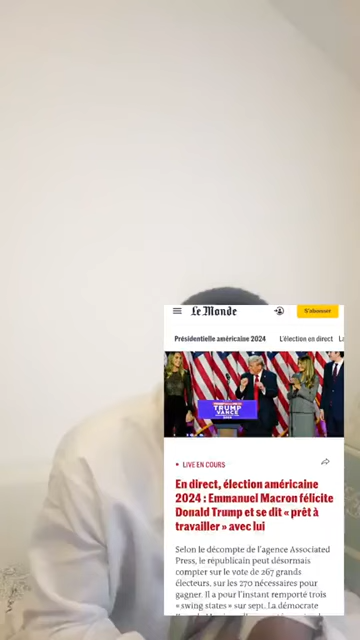 Le Monde
S'abonner
Présidentielle américaine 2024
L'élection en direct
TRUMP
VANCE
LIVE EN COURS
En direct, élection américaine
2024 : Emmanuel Macron félicite
Donald Trump et se dit « prêt à
travailler » avec lui
Selon le décompte de l'agence Associated
Press, le républicain peut désormais
compter sur le vote de 267 grands
électeurs, sur les 270 nécessaires pour
gagner. Il a pour l'instant remporté trois
« swing states » sur sept. La démocrate